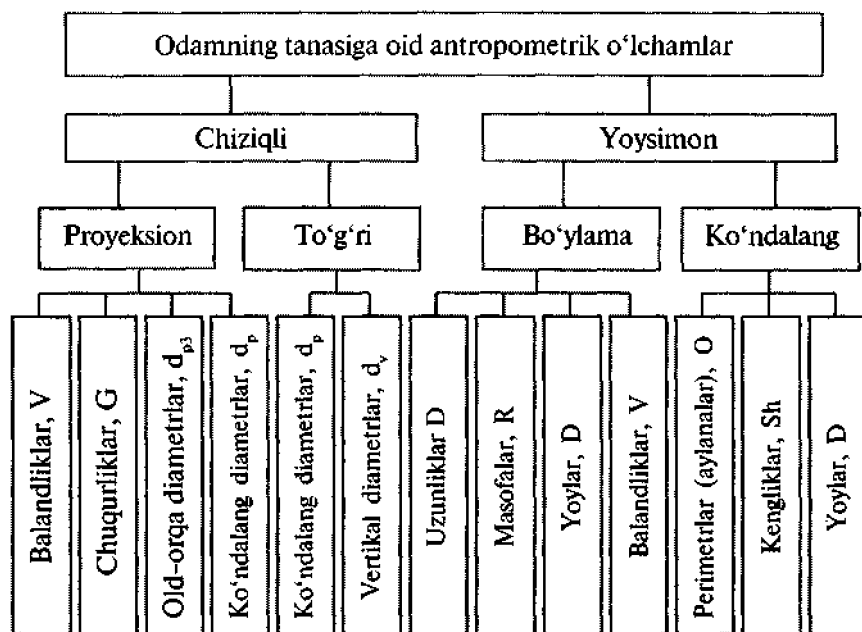 Odamning tanasiga oid antropometrik o‘lchamlar
Chiziqli
Yoysimon
Proyeksion
To‘g‘ri
Bo‘ylama
Ko‘ndalang
Balandliklar, V
Chuqurliklar, G
Old-orqa diametrlar, dp3
Ko‘ndalang diametrlar, dp
Ko‘ndalang diametrlar, dp
Vertikal diametrlar, dv
Uzunliklar D
Masofalar, R
Yoylar, D
Balandliklar, V
Perimetrlar (aylanalar), O
Kengliklar, Sh
Yoylar, D